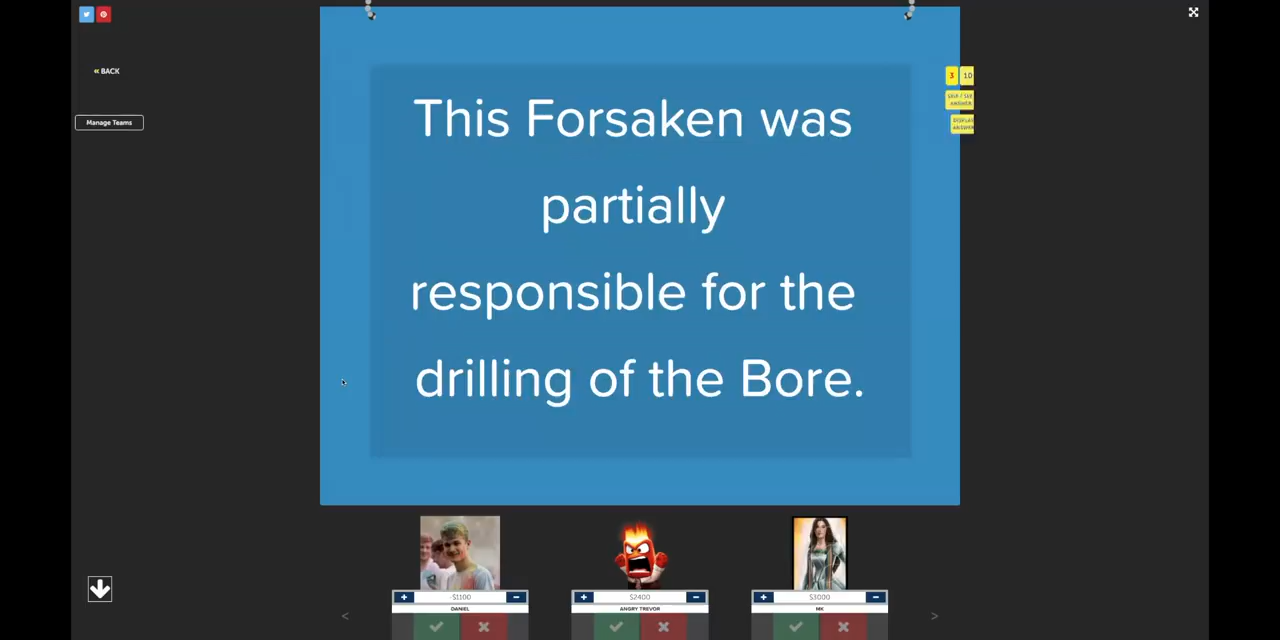 « BACK
Manage Teams
This Forsaken was
partially
responsible for the
drilling of the Bore.
3
1D
+ -$1100 −
DANIEL
+ $2400 −
ANGRY TREVOR
+ $3000 −
MK
<
>